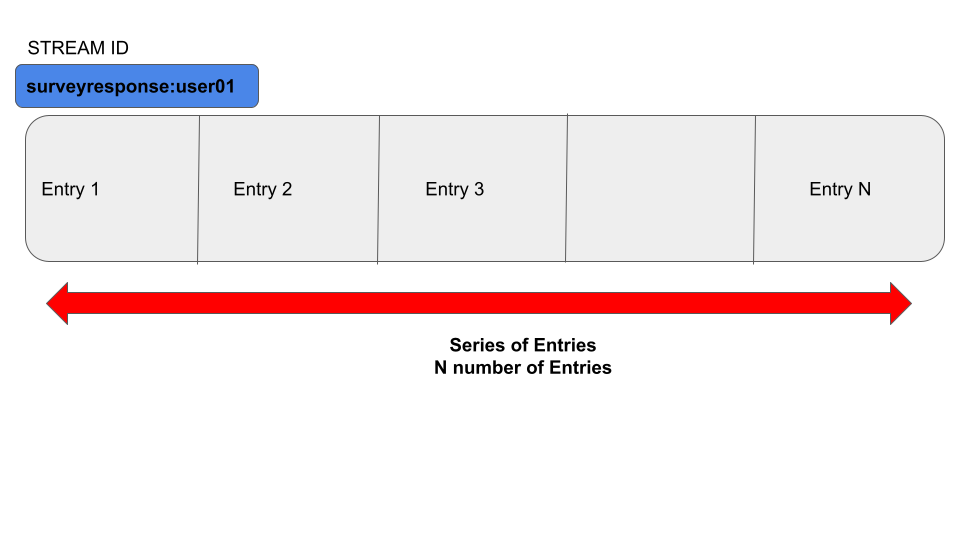 STREAM ID
surveyresponse:user01
Entry 1
Entry 2
Entry 3
Entry N
Series of Entries
N number of Entries